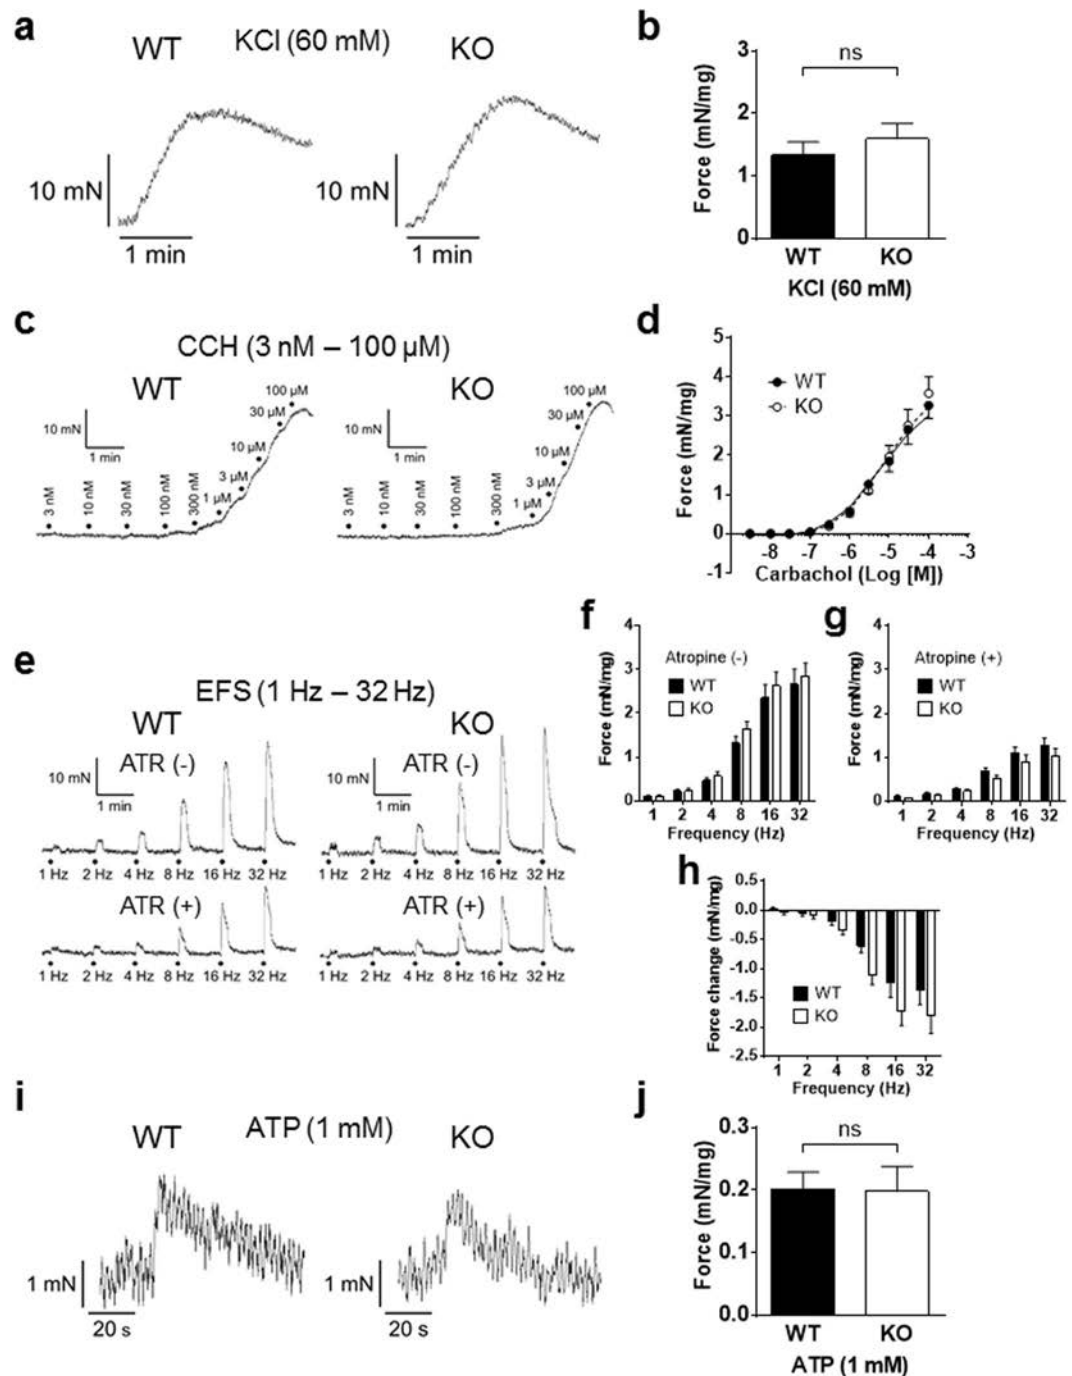 a
KCl (60 mM)
WT
KO
10 mN
1 min
10 mN
1 min
b
3
2
1
0
Force (mN/mg)
ns
WT
KO
KCl (60 mM)
c
CCH (3 nM – 100 µM)
WT
KO
10 mN
1 min
3 nM
10 nM
30 nM
100 nM
300 nM
1 µM
3 µM
10 µM
30 µM
100 µM
10 mN
1 min
3 nM
10 nM
30 nM
100 nM
300 nM
1 µM
3 µM
10 µM
30 µM
100 µM
d
5
4
3
2
1
0
-1
Force (mN/mg)
WT
KO
-8 -7 -6 -5 -4 -3
Carbachol (Log [M])
e
EFS (1 Hz – 32 Hz)
WT
KO
ATR (-)
10 mN
1 min
1 Hz 2 Hz 4 Hz 8 Hz 16 Hz 32 Hz
ATR (-)
10 mN
1 min
1 Hz 2 Hz 4 Hz 8 Hz 16 Hz 32 Hz
ATR (+)
1 Hz 2 Hz 4 Hz 8 Hz 16 Hz 32 Hz
ATR (+)
1 Hz 2 Hz 4 Hz 8 Hz 16 Hz 32 Hz
f
4
3
2
1
0
Force (mN/mg)
Atropine (-)
WT
KO
1 2 4 8 16 32
Frequency (Hz)
g
4
3
2
1
0
Force (mN/mg)
Atropine (+)
WT
KO
1 2 4 8 16 32
Frequency (Hz)
h
0.5
0.0
-0.5
-1.0
-1.5
-2.0
-2.5
Force change (mN/mg)
WT
KO
1 2 4 8 16 32
Frequency (Hz)
i
ATP (1 mM)
WT
KO
1 mN
20 s
1 mN
20 s
j
0.3
0.2
0.1
0.0
Force (mN/mg)
ns
WT
KO
ATP (1 mM)